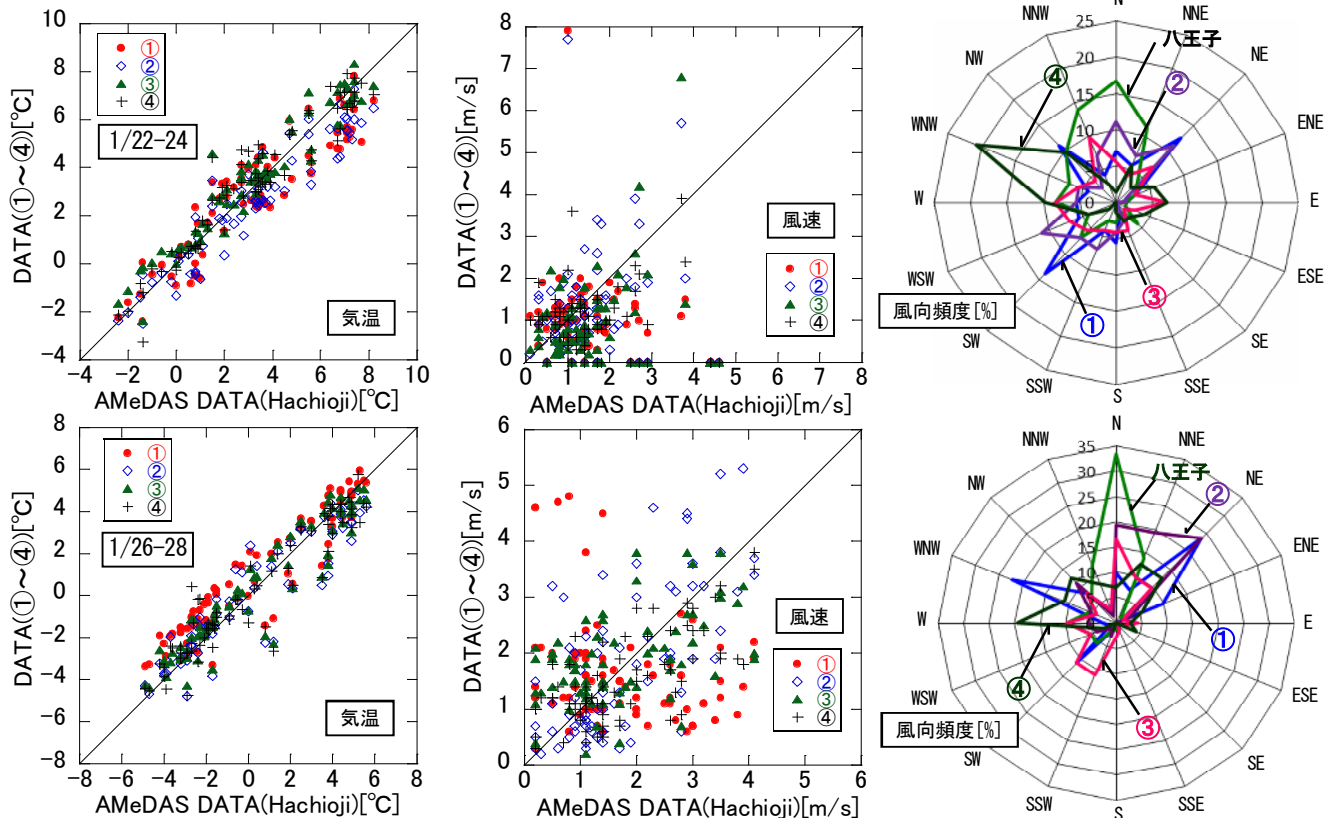 DATA(①～④)[℃]
10
8
6
4
2
0
−2
−4
① 
② 
③ 
④
1/22-24
気温
−4 −2 0 2 4 6 8 10
AMeDAS DATA(Hachioji)[℃]
DATA(①～④)[m/s]
8
7
6
5
4
3
2
1
0
風速
①
②
③
④
0 1 2 3 4 5 6 7 8
AMeDAS DATA(Hachioji)[m/s]
N
NNE
NE
ENE
E
ESE
SE
SSE
S
SSW
SW
WSW
W
WNW
NW
NNW
25
20
15
10
5
0
八王子
④
②
③
①
風向頻度[%]
DATA(①～④)[℃]
8
6
4
2
0
−2
−4
−6
−8
①
②
③
④
1/26-28
気温
−8 −6 −4 −2 0 2 4 6 8
AMeDAS DATA(Hachioji)[℃]
DATA(①～④)[m/s]
6
5
4
3
2
1
0
風速
①
②
③
④
0 1 2 3 4 5 6
AMeDAS DATA(Hachioji)[m/s]
N
NNE
NE
ENE
E
ESE
SE
SSE
S
SSW
SW
WSW
W
WNW
NW
NNW
35
30
25
20
15
10
八王子
②
①
④
③
風向頻度[%]